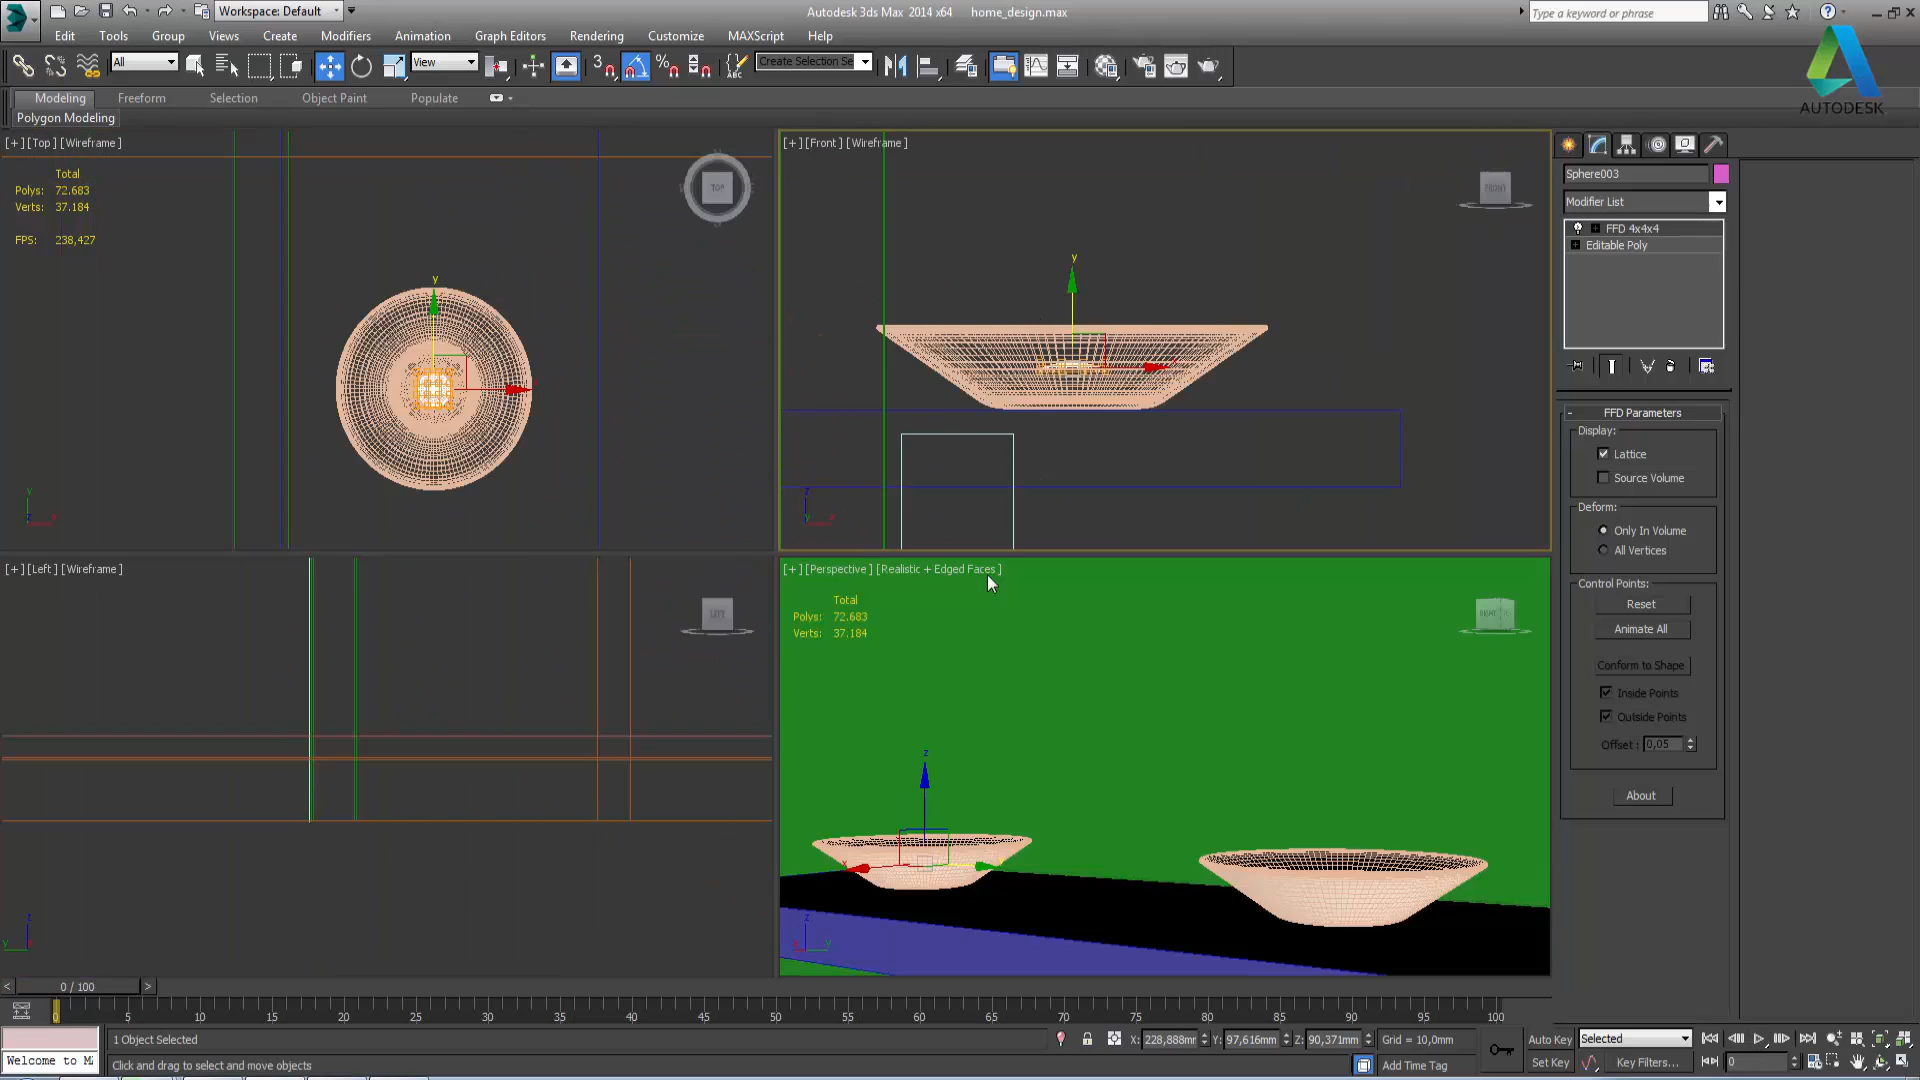 Workspace: Default
Autodesk 3ds Max 2014 x64    home_design.max
Type a keyword or phrase
Edit Tools Group Views Create Modifiers Animation Graph Editors Rendering Customize MAXScript Help
All
View
3
Create Selection Se
AUTODESK
Modeling Freeform Selection Object Paint Populate
Polygon Modeling
[+] [Top] [Wireframe]
Total
Polys: 72.683
Verts: 37.184
FPS: 238,427
TOP
y
[+] [Front] [Wireframe]
FRONT
y
[+] [Left] [Wireframe]
LEFT
[+] [Perspective] [Realistic + Edged Faces]
Total
Polys: 72.683
Verts: 37.184
z
x
Sphere003
Modifier List
FFD 4x4x4
Editable Poly
FFD Parameters
Display:
Lattice
Source Volume
Deform:
Only In Volume
All Vertices
Control Points:
Reset
Animate All
Conform to Shape
Inside Points
Outside Points
Offset : 0,05
About
< 0 / 100 >
0 5 10 15 20 25 30 35 40 45 50 55 60 65 70 75 80 85 90 95 100
1 Object Selected
X: 228,888mm Y: 97,616mm Z: 90,371mm Grid = 10,0mm
Auto Key Selected
Welcome to M
Click and drag to select and move objects
Add Time Tag
Set Key Key Filters... 0